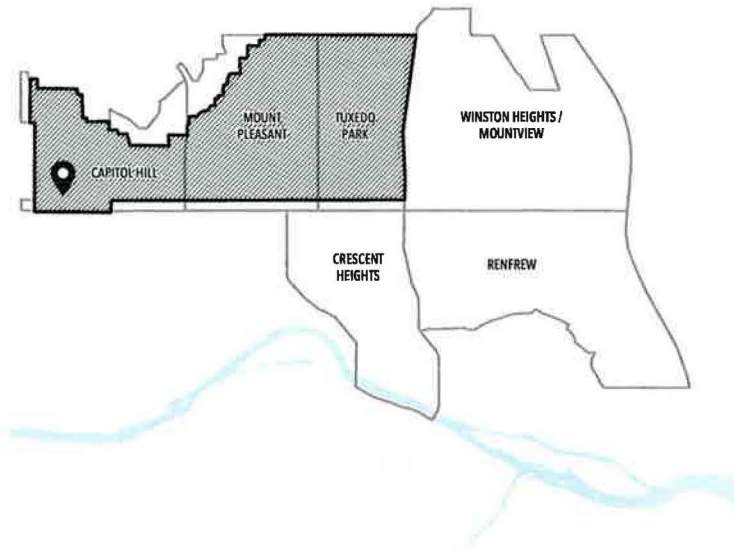 MOUNT
PLEASANT
TUXEDO
PARK
WINSTON HEIGHTS /
MOUNTVIEW
CAPITOL HILL
CRESCENT
HEIGHTS
RENFREW